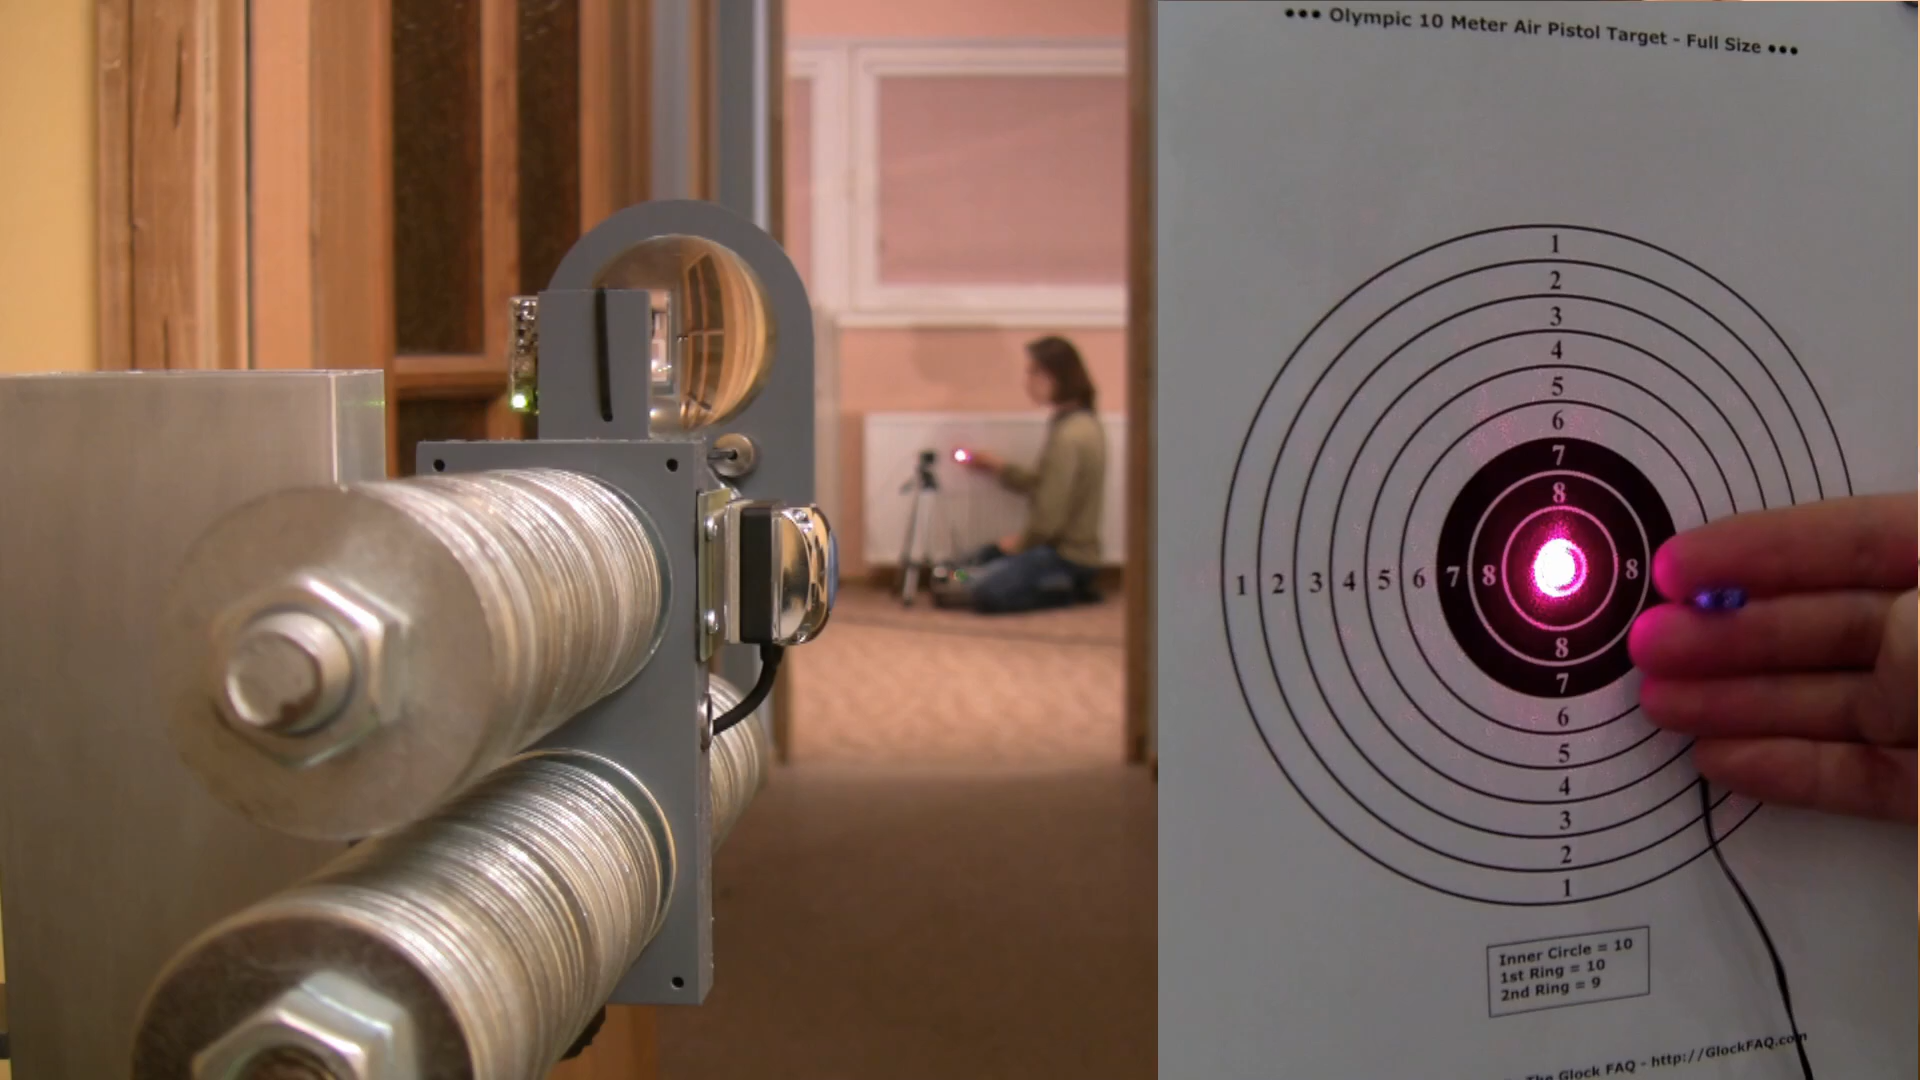 ••• Olympic 10 Meter Air Pistol Target - Full Size •••
1
2
3
4
5
6
7
8
1 2 3 4 5 6 7 8 8
8
7
6
5
4
3
2
1
Inner Circle = 10
1st Ring = 10
2nd Ring = 9
The Glock FAQ - http://GlockFAQ.com